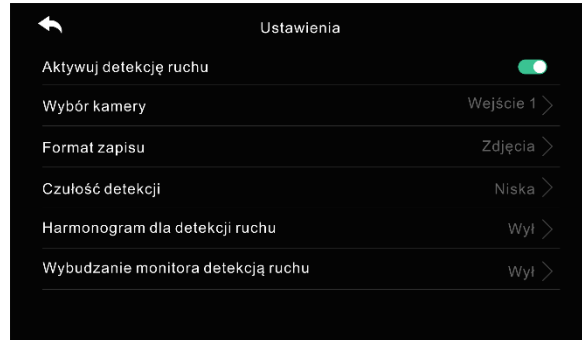 Ustawienia
Aktywuj detekcję ruchu
Wybór kamery Wejście 1
Format zapisu Zdjęcia
Czułość detekcji Niska
Harmonogram dla detekcji ruchu Wył
Wybudzanie monitora detekcją ruchu Wył